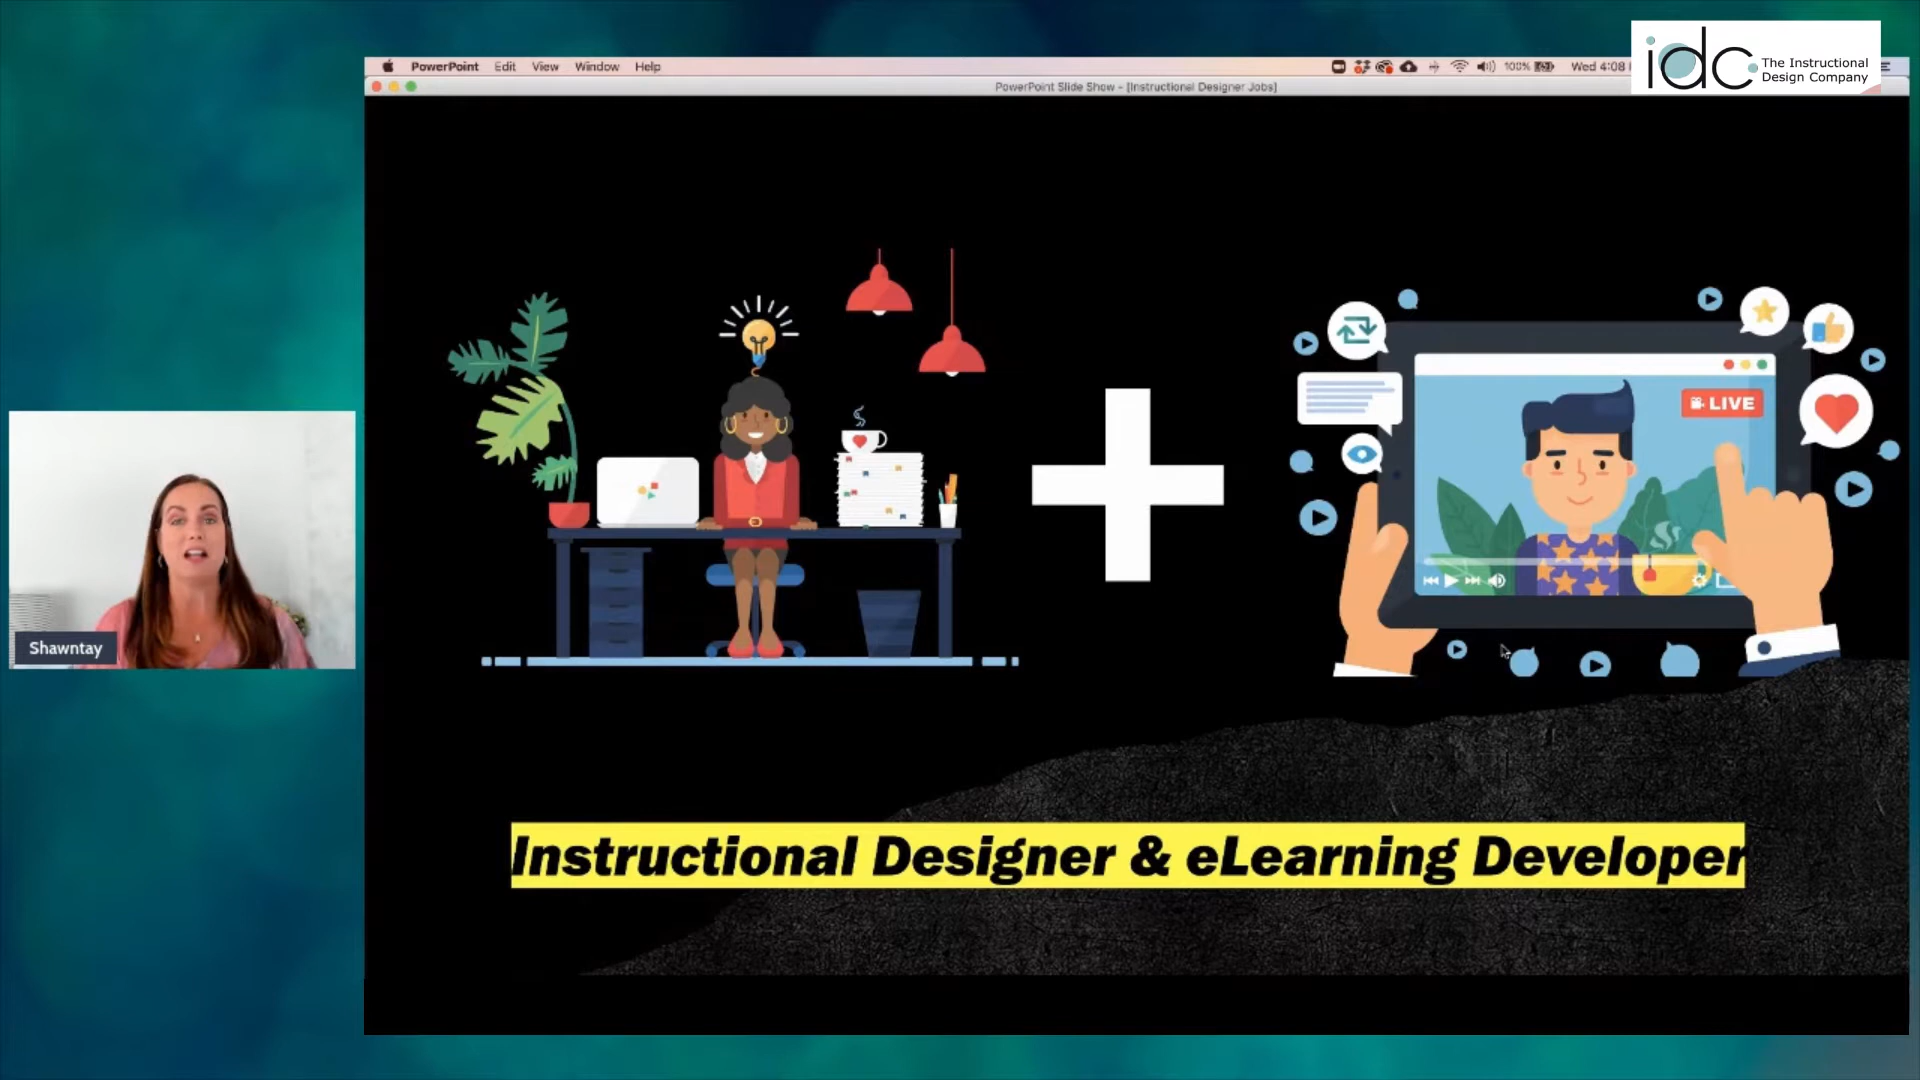 PowerPoint Edit View Window Help
100%
Wed 4:08
idc
The Instructional
Design Company
PowerPoint Slide Show - [Instructional Designer Jobs]
LIVE
Shawntay
Instructional Designer & eLearning Developer